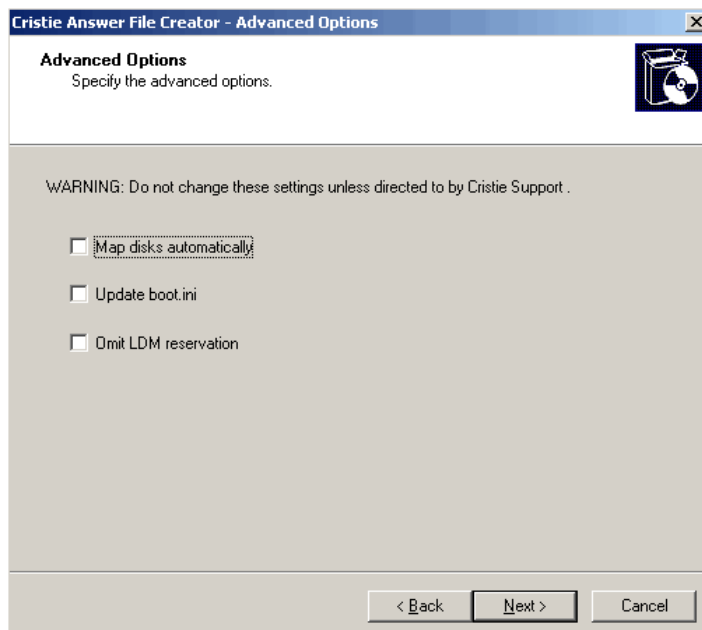 Cristie Answer File Creator - Advanced Options
Advanced Options
Specify the advanced options.
WARNING: Do not change these settings unless directed to by Cristie Support .
Map disks automatically
Update boot.ini
Omit LDM reservation
< Back
Next >
Cancel